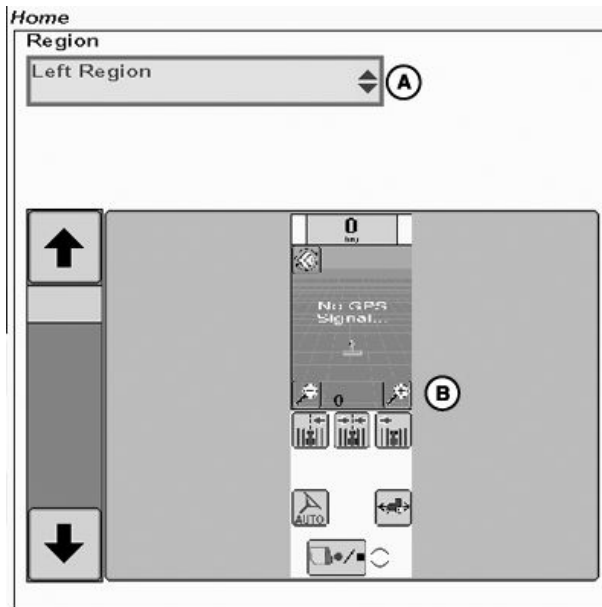 Home
Region
Left Region
A
0
No GPS
Signal...
0
B
AUTO